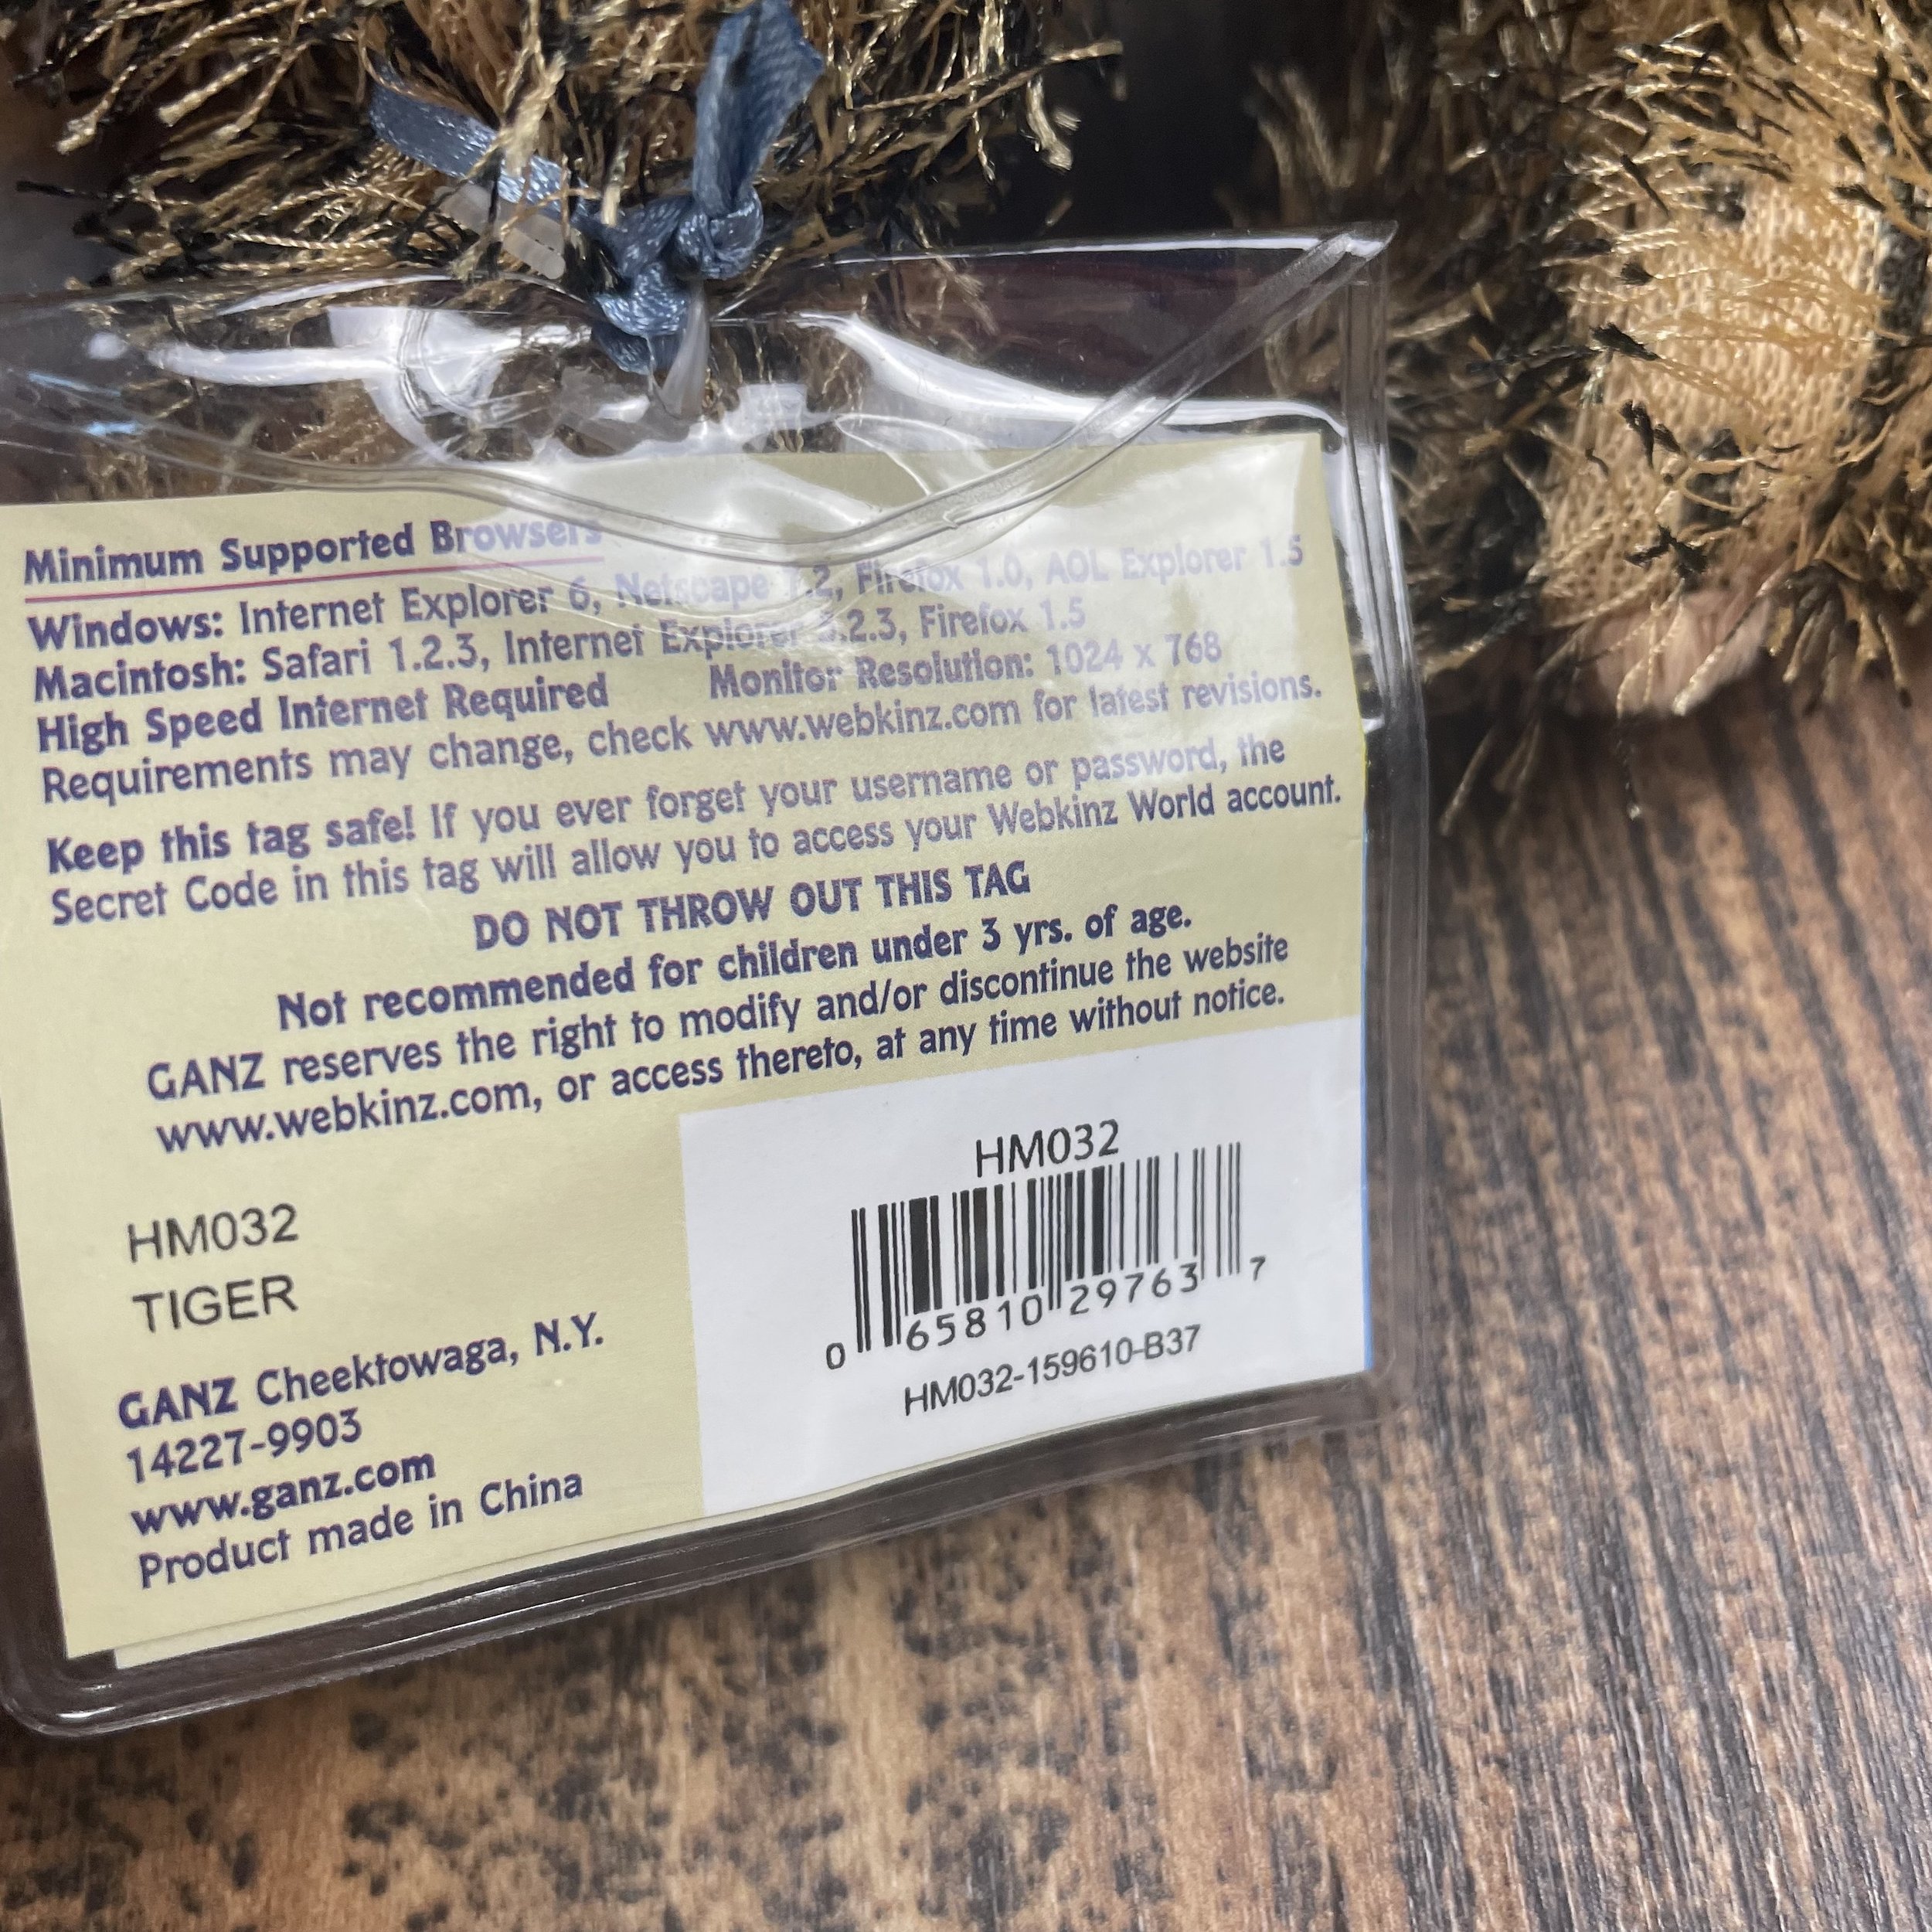 Minimum Supported Browsers
Windows: Internet Explorer 6, Netscape 7.2, Firefox 1.0, AOL Explorer 1.5
Macintosh: Safari 1.2.3, Internet Explorer 5.2.3, Firefox 1.5
High Speed Internet Required Monitor Resolution: 1024 x 768
Requirements may change, check www.webkinz.com for latest revisions.
Keep this tag safe! If you ever forget your username or password, the
Secret Code in this tag will allow you to access your Webkinz World account.
DO NOT THROW OUT THIS TAG
Not recommended for children under 3 yrs. of age.
GANZ reserves the right to modify and/or discontinue the website
www.webkinz.com, or access thereto, at any time without notice.
HM032
TIGER
GANZ Cheektowaga, N.Y.
14227-9903
www.ganz.com
Product made in China
HM032
0 65810 29763 7
HM032-159610-B37